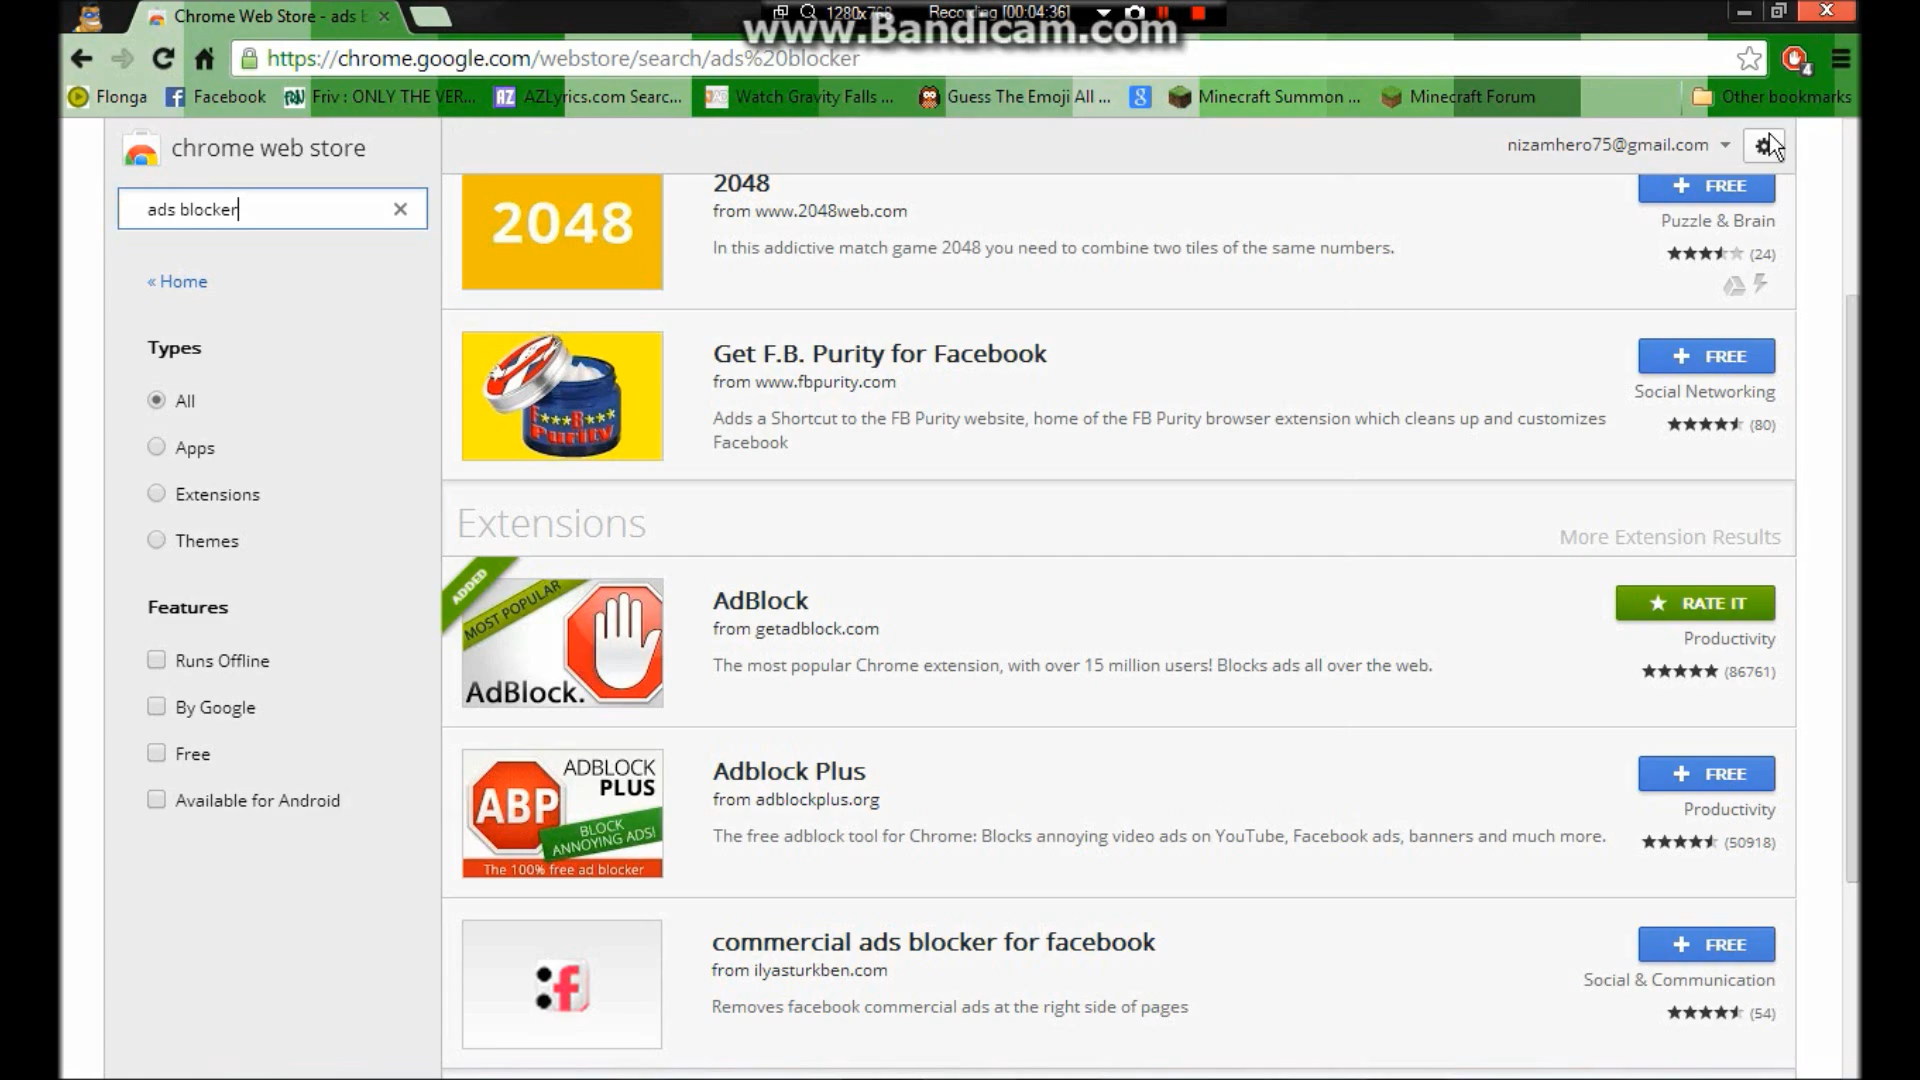 Chrome Web Store - ads b
1280x768 Recording [00:04:36]
www.Bandicam.com
https://chrome.google.com/webstore/search/ads%20blocker
4
Flonga
Facebook
Friv : ONLY THE VER...
AZ AZLyrics.com Searc...
Watch Gravity Falls ...
Guess The Emoji All ...
8
Minecraft Summon ...
Minecraft Forum
Other bookmarks
chrome web store
nizamhero75@gmail.com
ads blocker
« Home
Types
All
Apps
Extensions
Themes
Features
Runs Offline
By Google
Free
Available for Android
2048
2048
from www.2048web.com
In this addictive match game 2048 you need to combine two tiles of the same numbers.
+ FREE
Puzzle & Brain
(24)
F***B***
Purity
Get F.B. Purity for Facebook
from www.fbpurity.com
Adds a Shortcut to the FB Purity website, home of the FB Purity browser extension which cleans up and customizes
Facebook
+ FREE
Social Networking
(80)
Extensions
More Extension Results
ADDED
MOST POPULAR
AdBlock.
AdBlock
from getadblock.com
The most popular Chrome extension, with over 15 million users! Blocks ads all over the web.
RATE IT
Productivity
(86761)
ADBLOCK
PLUS
ABP
BLOCK
ANNOYING ADS!
The 100% free ad blocker
Adblock Plus
from adblockplus.org
The free adblock tool for Chrome: Blocks annoying video ads on YouTube, Facebook ads, banners and much more.
+ FREE
Productivity
(50918)
f
commercial ads blocker for facebook
from ilyasturkben.com
Removes facebook commercial ads at the right side of pages
+ FREE
Social & Communication
(54)